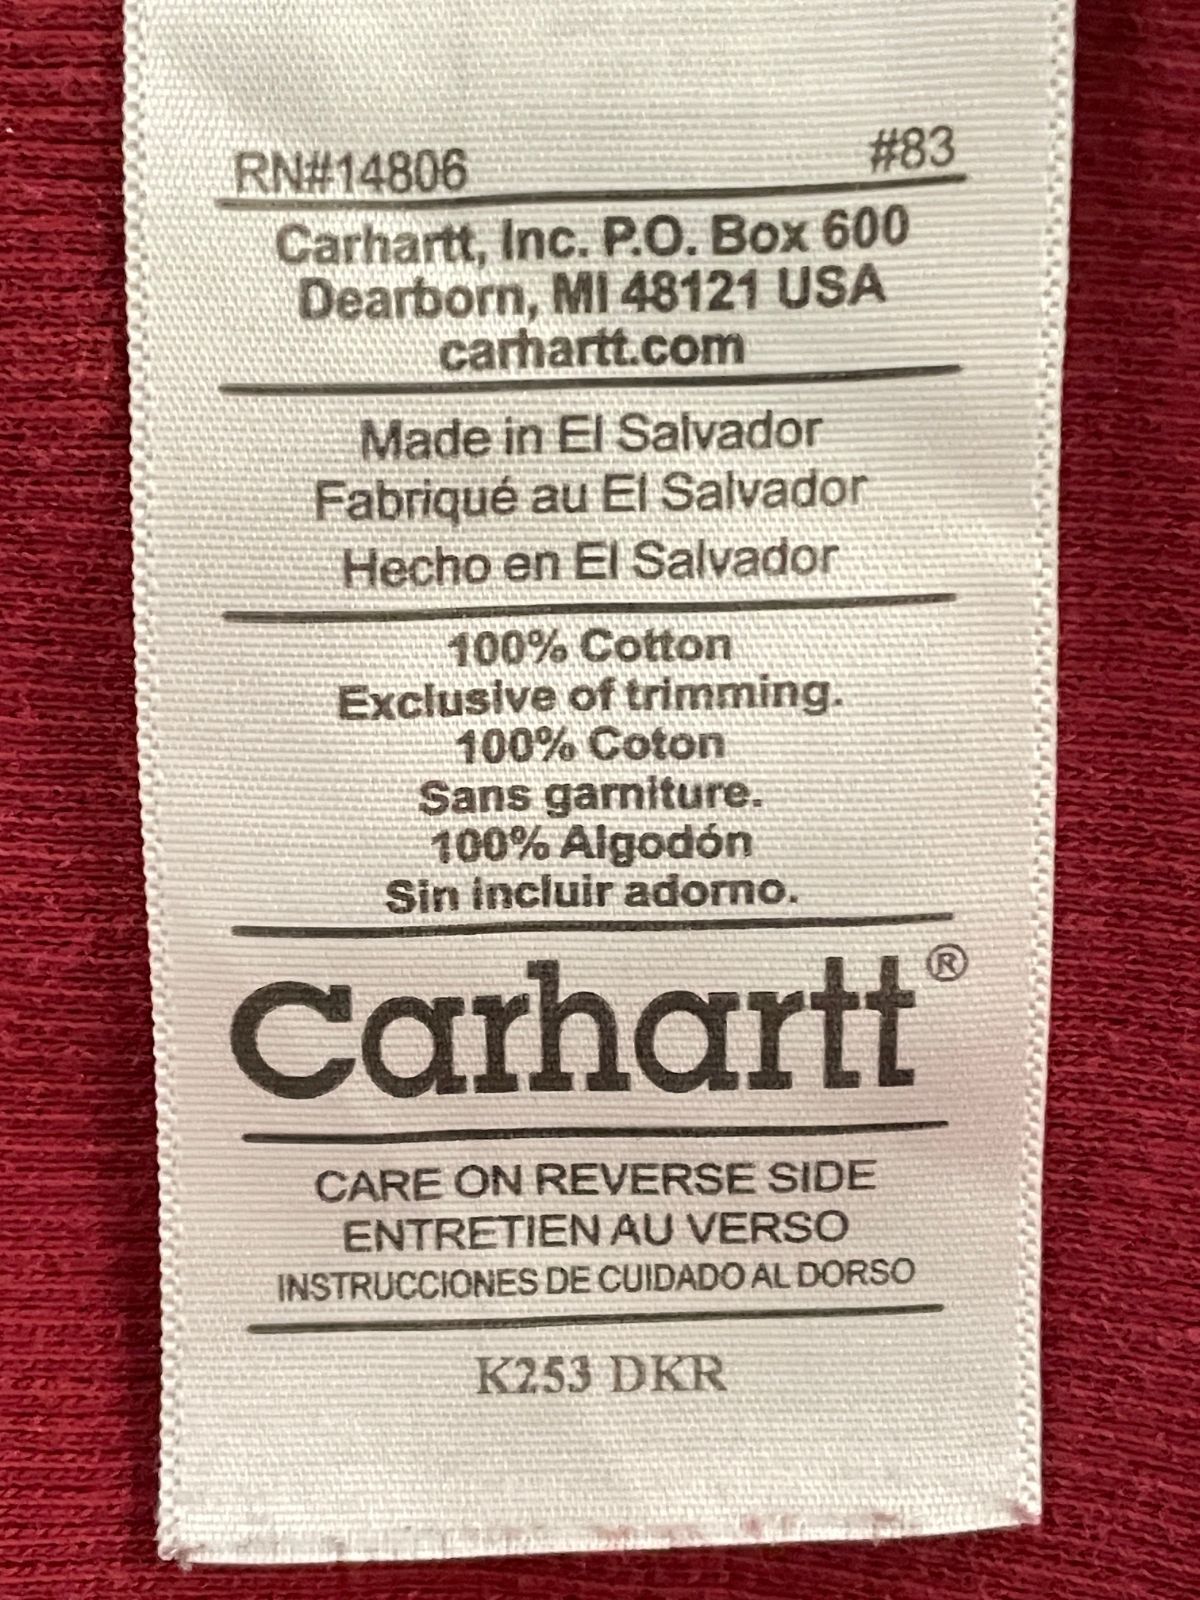 RN#14806 #83
Carhartt, Inc. P.O. Box 600
Dearborn, MI 48121 USA
carhartt.com
Made in El Salvador
Fabriqué au El Salvador
Hecho en El Salvador
100% Cotton
Exclusive of trimming.
100% Coton
Sans garniture.
100% Algodón
Sin incluir adorno.
Carhartt®
CARE ON REVERSE SIDE
ENTRETIEN AU VERSO
INSTRUCCIONES DE CUIDADO AL DORSO
K253 DKR